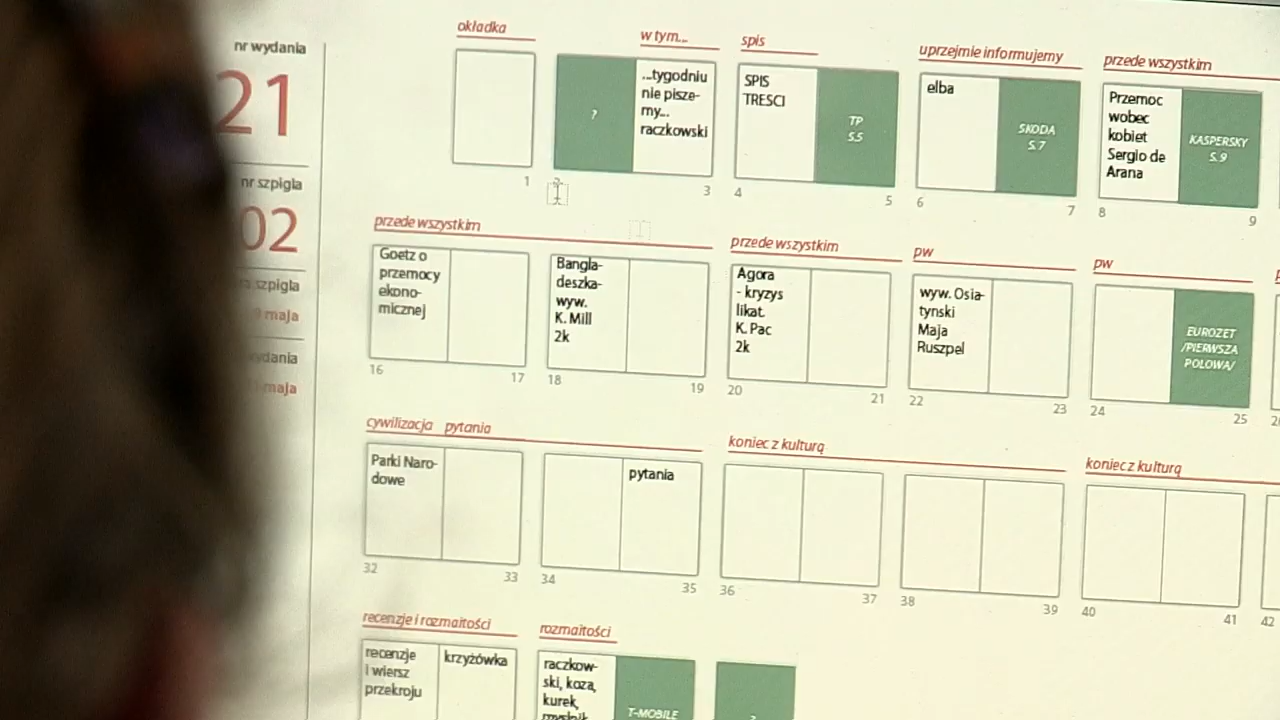 nr wydania
21
nr szpigla
02
szpigla
maja
wydania
maja
okładka
1
?
w tym...
...tygodniu
nie pisze-
my...
raczkowski
3
spis
SPIS
TRESCI
TP
S.5
4
5
uprzejmie informujemy
elba
SKODA
S.7
6
7
przede wszystkim
Przemoc
wobec
kobiet
Sergio de
Arana
KASPERSKY
S.9
8
9
przede wszystkim
Goetz o
przemocy
ekono-
micznej
16
17
Bangla-
deszka-
wyw.
K. Mill
2k
18
19
przede wszystkim
Agora
- kryzys
likat.
K. Pac
2k
20
21
pw
wyw. Osia-
tynski
Maja
Ruszpel
22
23
pw
EUROZET
/PIERWSZA
POLOWA/
24
25
cywilizacja pytania
Parki Naro-
dowe
32
33
pytania
34
35
koniec z kulturą
36
37
38
39
koniec z kulturą
40
41
42
recenzje i rozmaitości
recenzje
i wiersz
przekroju
krzyżówka
rozmaitości
raczkow-
ski, koza,
kurek,
myslnik
T-MOBILE
?